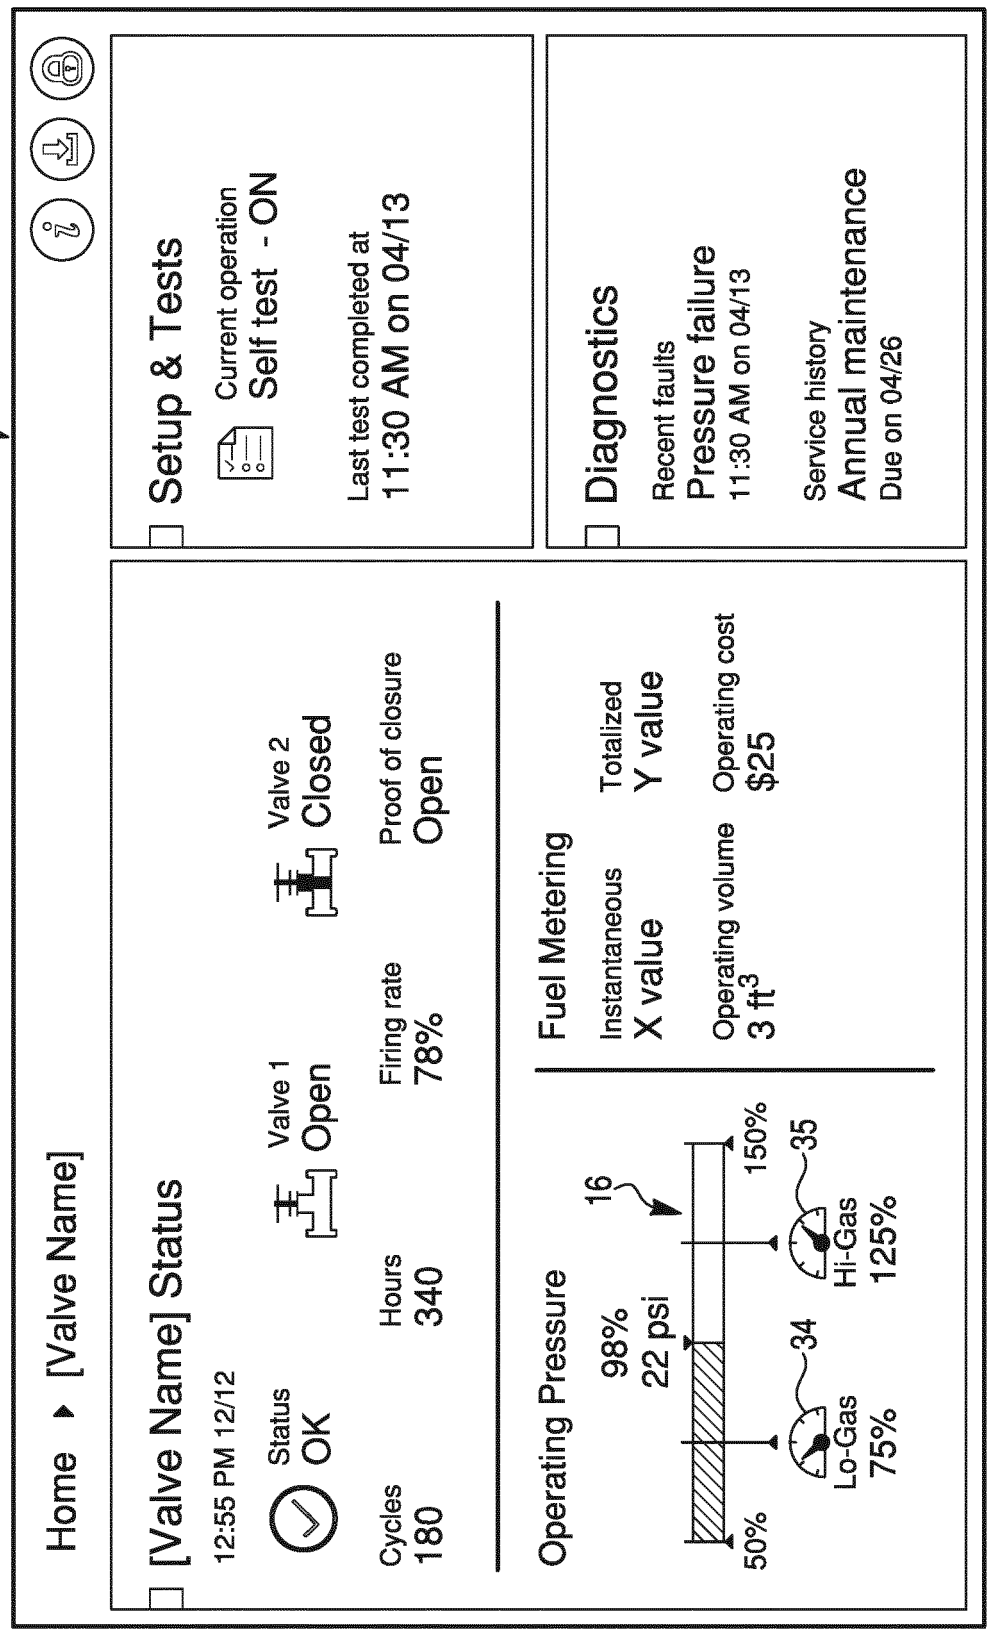 Home ▸ [Valve Name]
i
[Valve Name] Status
12:55 PM 12/12
Status
OK
Valve 1
Open
Valve 2
Closed
Cycles
180
Hours
340
Firing rate
78%
Proof of closure
Open
Operating Pressure
98%
22 psi
16
50%
150%
34
35
Lo-Gas
75%
Hi-Gas
125%
Fuel Metering
Instantaneous
X value
Totalized
Y value
Operating volume
3 ft³
Operating cost
$25
Setup & Tests
Current operation
Self test - ON
Last test completed at
11:30 AM on 04/13
Diagnostics
Recent faults
Pressure failure
11:30 AM on 04/13
Service history
Annual maintenance
Due on 04/26